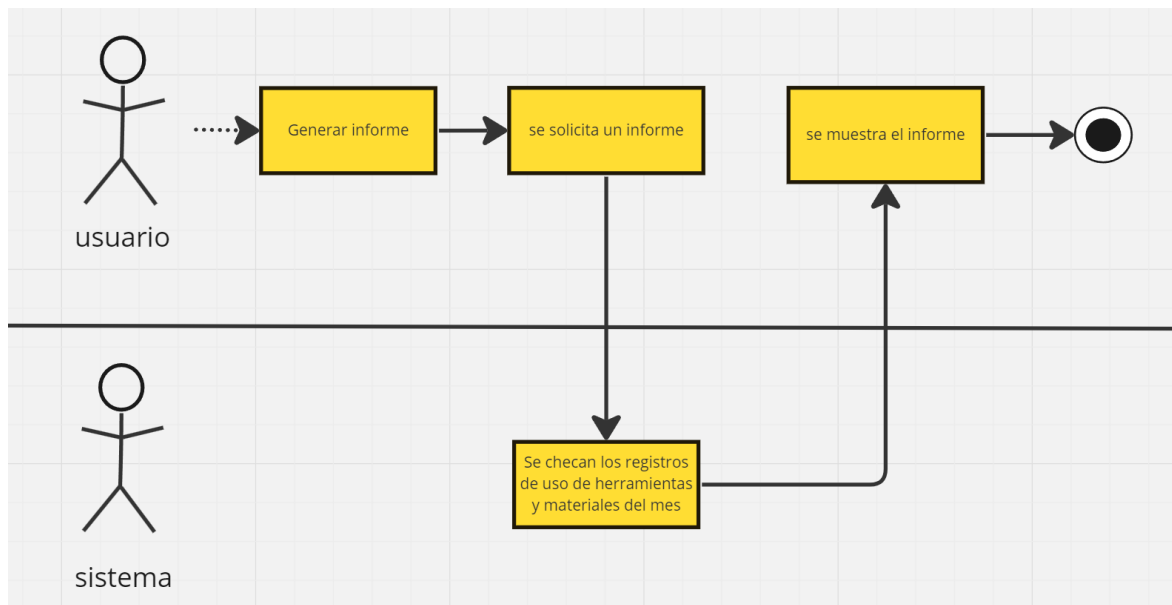 Generar informe
se solicita un informe
se muestra el informe
usuario
Se checan los registros
de uso de herramientas
y materiales del mes
sistema